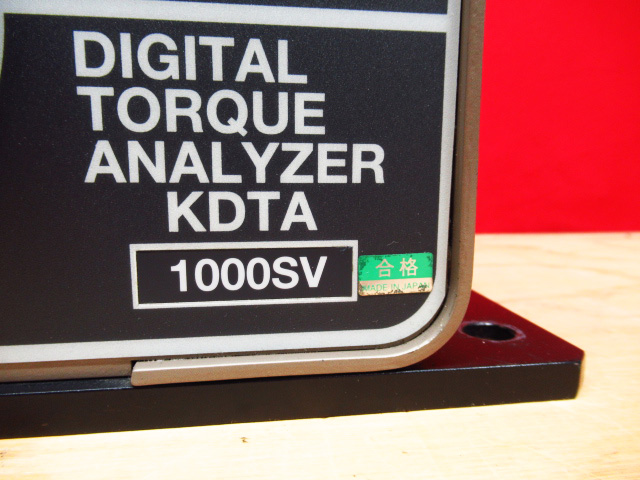 DIGITAL
TORQUE
ANALYZER
KDTA
1000SV
合格
MADE IN JAPAN